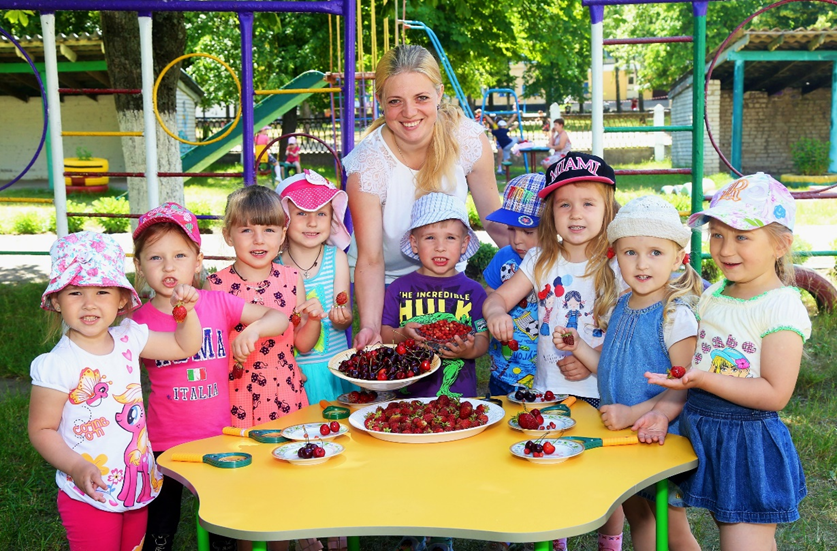 MIAMI
THE INCREDIBLE
HULK
ROMA
ITALIA